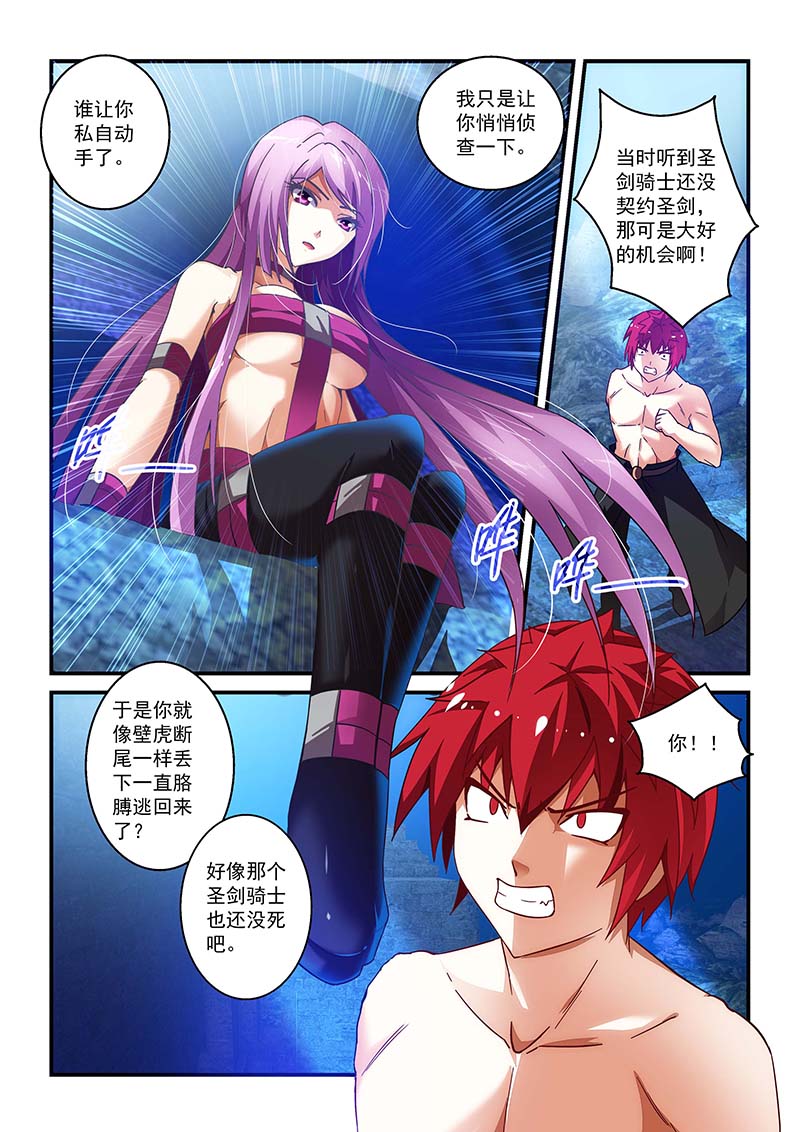 谁让你
私自动
手了。
我只是让
你悄悄侦
查一下。
当时听到圣
剑骑士还没
契约圣剑，
那可是大好
的机会啊！
哗
哗
于是你就
像壁虎断
尾一样丢
下一直胳
膊逃回来
了？
好像那个
圣剑骑士
也还没死
吧。
你！！